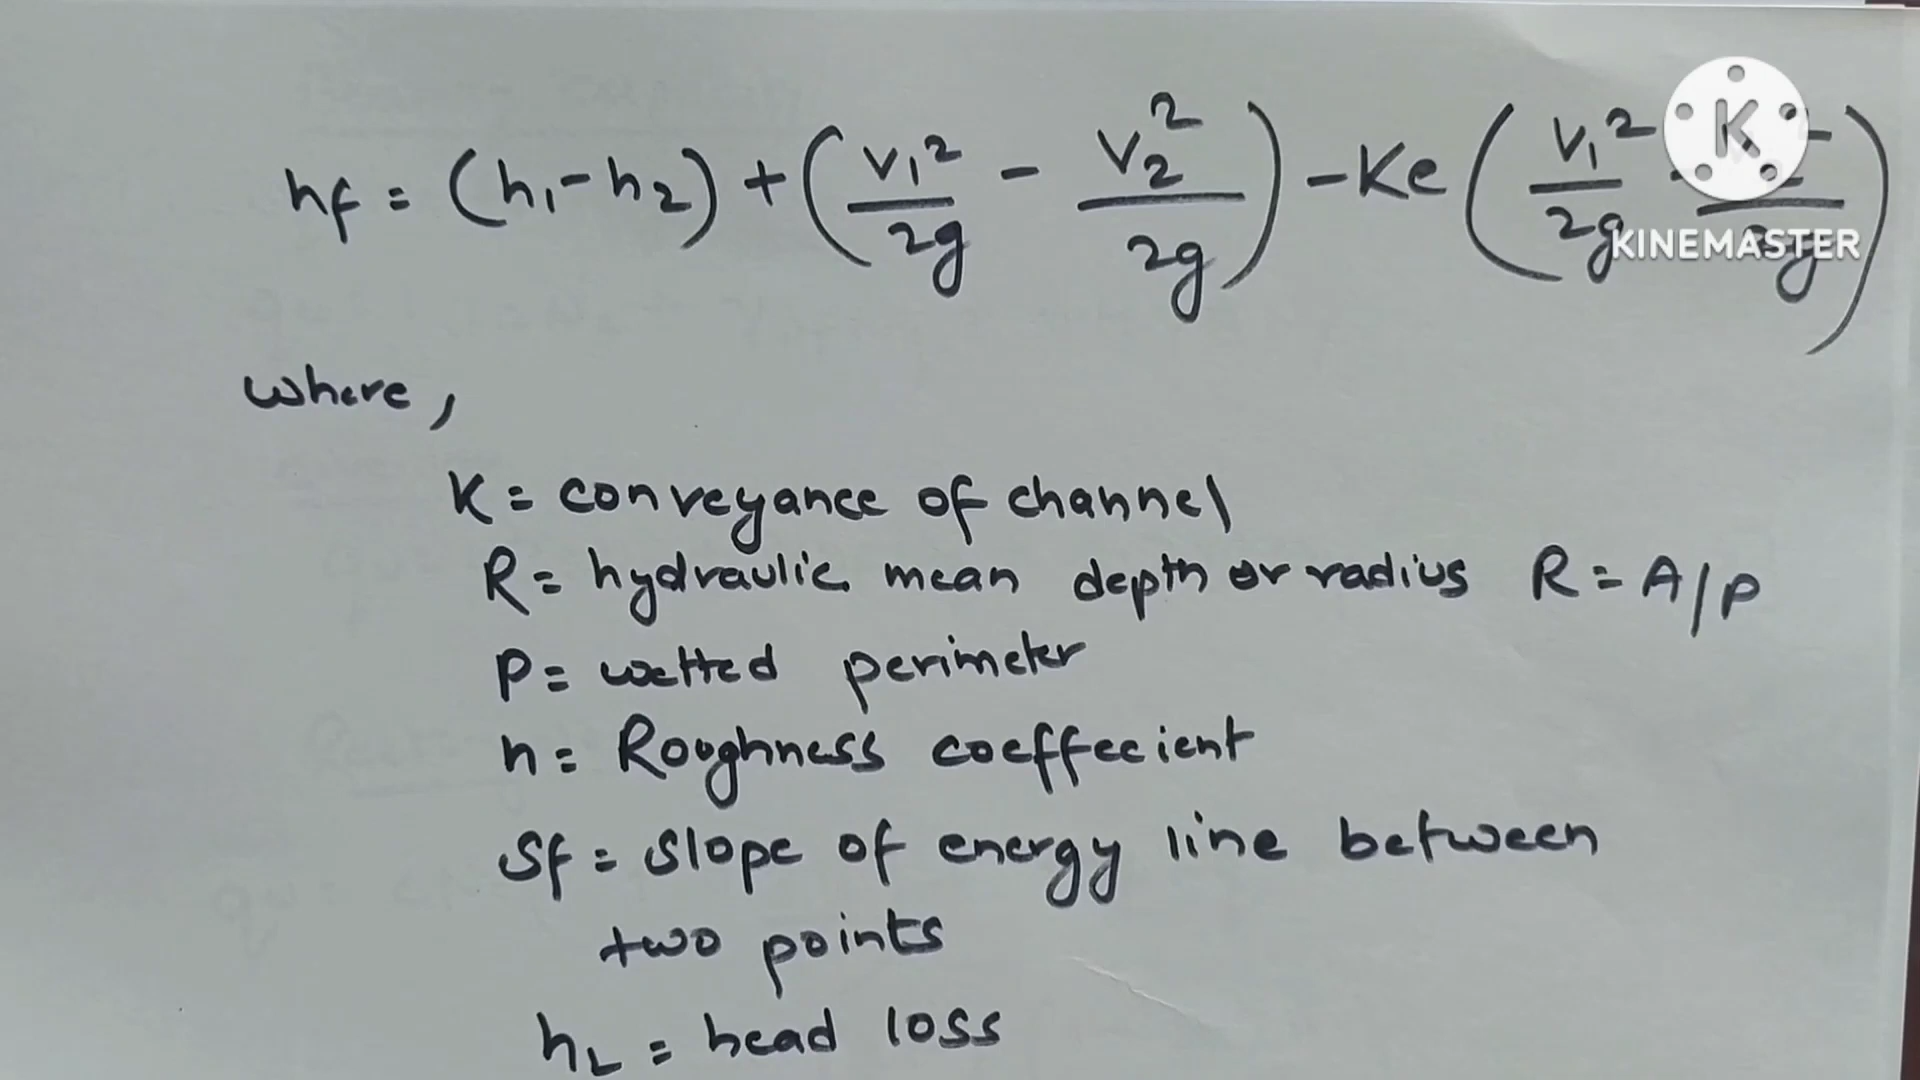 hf = (h1-h2) + (V1²/2g - V2²/2g) - Ke (V1²/2g
K
KINEMASTER
where,
K = conveyance of channel
R = hydraulic mean depth or radius R = A/P
P = wetted perimeter
n = Roughness coeffecient
Sf = slope of energy line between
two points
hL = head loss